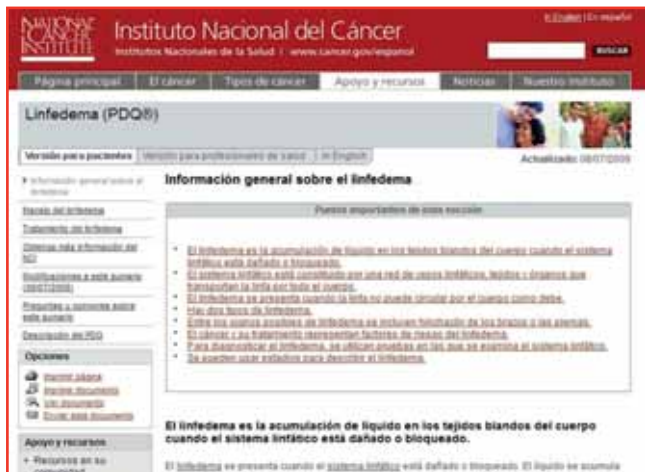 NATIONAL
CANCER
INSTITUTE
Instituto Nacional del Cáncer
Institutos Nacionales de la Salud | www.cancer.gov/espanol
In English | En español
BUSCAR
Página principal
El cáncer
Tipos de cáncer
Apoyo y recursos
Noticias
Nuestro instituto
Linfedema (PDQ®)
Versión para pacientes
Versión para profesionales de salud
In English
Actualizado: 08/07/2009
Información general sobre el linfedema
Manejo del linfedema
Tratamiento del linfedema
Obtenga más información del NCI
Modificaciones a este sumario (08/07/2009)
Preguntas u opiniones sobre este sumario
Descripción del PDQ
Opciones
Imprimir página
Imprimir documento
Ver documento
Enviar este documento
Apoyo y recursos
Recursos en su
comunidad
Información general sobre el linfedema
Puntos importantes de esta sección
El linfedema es la acumulación de líquido en los tejidos blandos del cuerpo cuando el sistema
linfático está dañado o bloqueado.
El sistema linfático está constituido por una red de vasos linfáticos, tejidos y órganos que
transportan la linfa por todo el cuerpo.
El linfedema se presenta cuando la linfa no puede circular por el cuerpo como debe.
Hay dos tipos de linfedema.
Entre los signos posibles de linfedema se incluyen hinchazón de los brazos o las piernas.
El cáncer y su tratamiento representan factores de riesgo del linfedema.
Para diagnosticar el linfedema, se utilizan pruebas en las que se examina el sistema linfático.
Se pueden usar estadios para describir el linfedema.
El linfedema es la acumulación de líquido en los tejidos blandos del cuerpo
cuando el sistema linfático está dañado o bloqueado.
El linfedema se presenta cuando el sistema linfático está dañado o bloqueado. El líquido se acumula